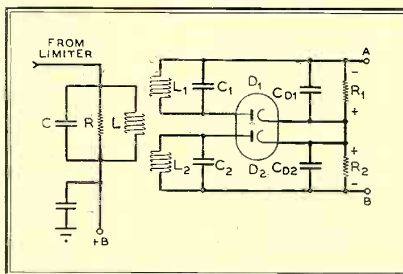 FROM
LIMITER
C
R
L
+B
L1
C1
D1
CD1
R1
A
−
+
L2
C2
D2
CD2
R2
+
−
B